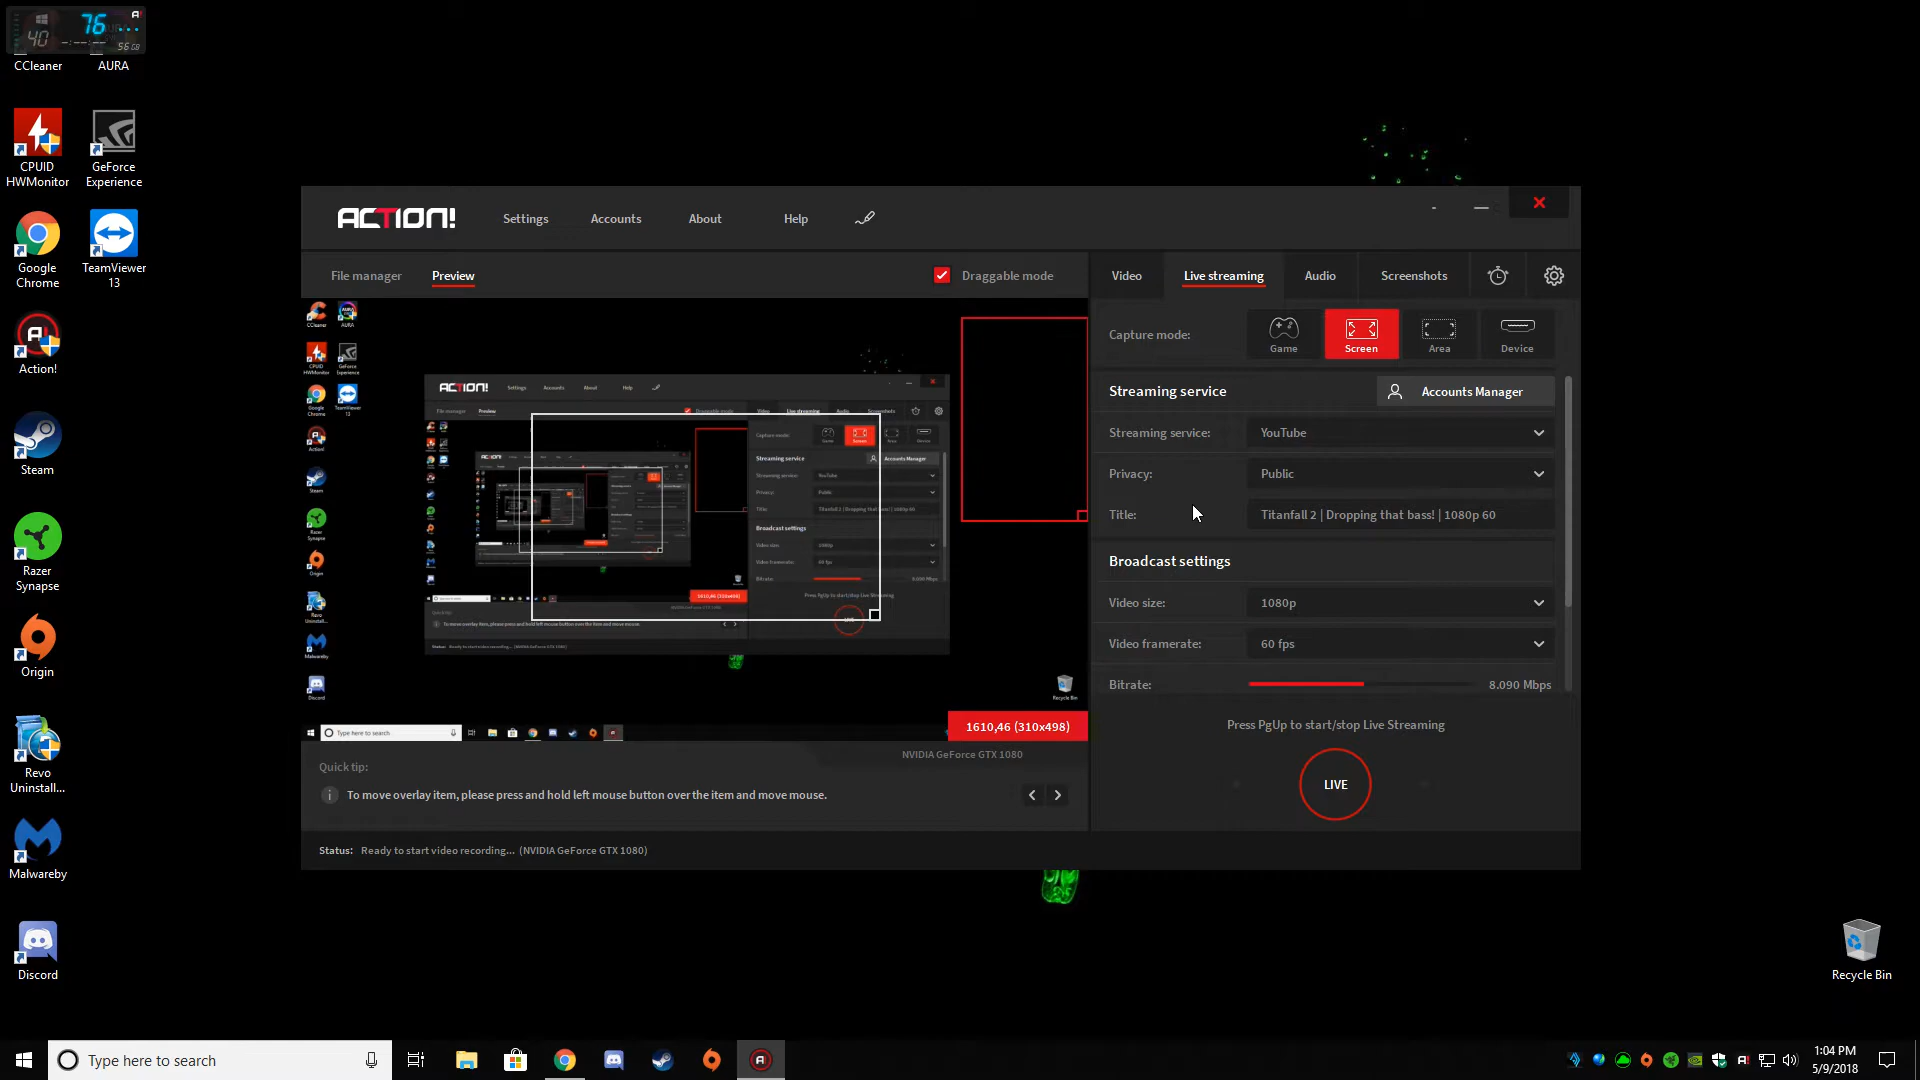 40 76
56 GB
CCleaner
AURA
CPUID
HWMonitor
GeForce
Experience
Google
Chrome
TeamViewer
13
Action!
Steam
Razer
Synapse
Origin
Revo
Uninstall...
Malwareby
Discord
Recycle Bin
ACTION!
Settings
Accounts
About
Help
File manager
Preview
Draggable mode
Video
Live streaming
Audio
Screenshots
Capture mode:
Game
Screen
Area
Device
Streaming service
Accounts Manager
Streaming service:
YouTube
Privacy:
Public
Title:
Titanfall 2 | Dropping that bass! | 1080p 60
Broadcast settings
Video size:
1080p
Video framerate:
60 fps
Bitrate:
8.090 Mbps
Press PgUp to start/stop Live Streaming
LIVE
1610,46 (310x498)
NVIDIA GeForce GTX 1080
Quick tip:
To move overlay item, please press and hold left mouse button over the item and move mouse.
Status: Ready to start video recording... (NVIDIA GeForce GTX 1080)
Type here to search
1:04 PM
5/9/2018